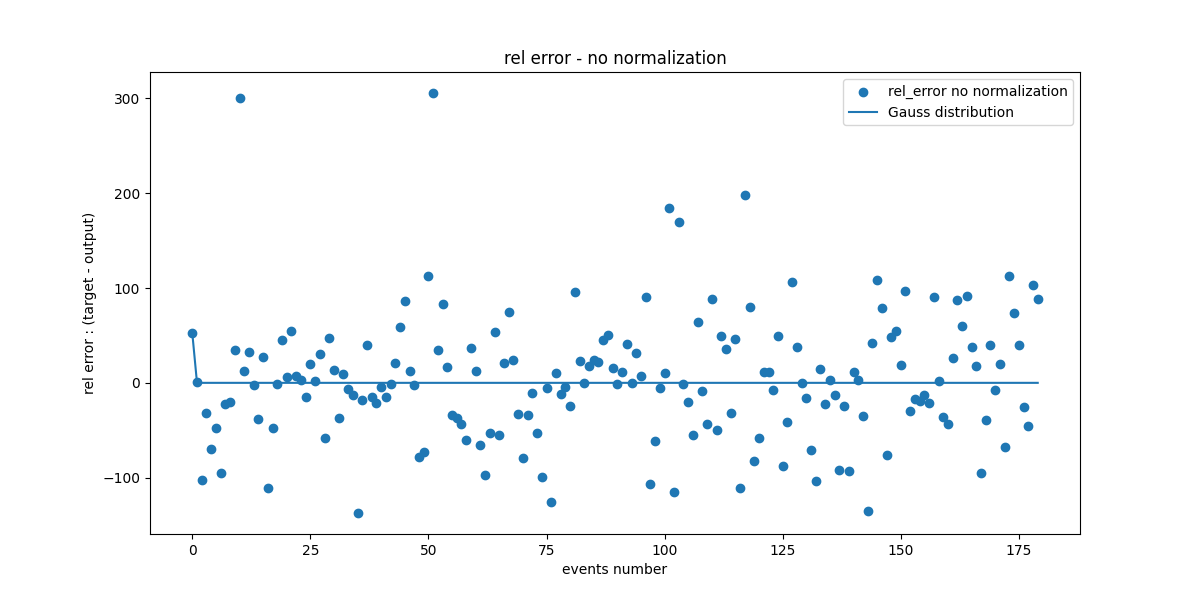 rel error - no normalization
rel_error no normalization
Gauss distribution
300
200
100
0
−100
rel error : (target - output)
0 25 50 75 100 125 150 175
events number